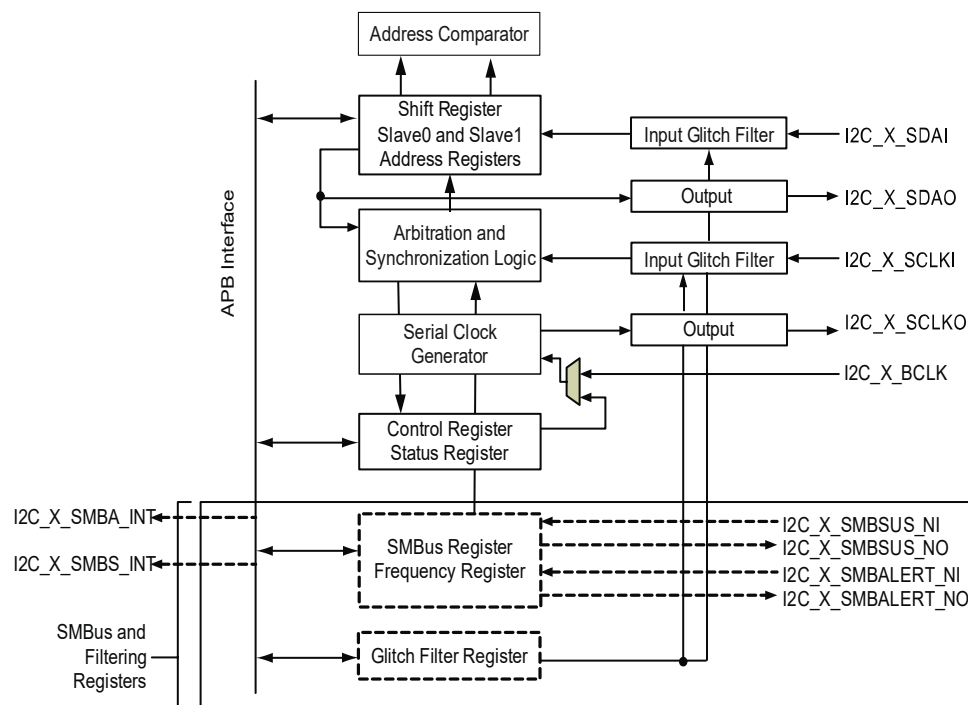 Address Comparator
Shift Register
Slave0 and Slave1
Address Registers
Input Glitch Filter
I2C_X_SDAI
Output
I2C_X_SDAO
Arbitration and
Synchronization Logic
Input Glitch Filter
I2C_X_SCLKI
APB Interface
Serial Clock
Generator
Output
I2C_X_SCLKO
I2C_X_BCLK
Control Register
Status Register
I2C_X_SMBA_INT
I2C_X_SMBS_INT
SMBus Register
Frequency Register
I2C_X_SMBSUS_NI
I2C_X_SMBSUS_NO
I2C_X_SMBALERT_NI
I2C_X_SMBALERT_NO
SMBus and
Filtering
Registers
Glitch Filter Register